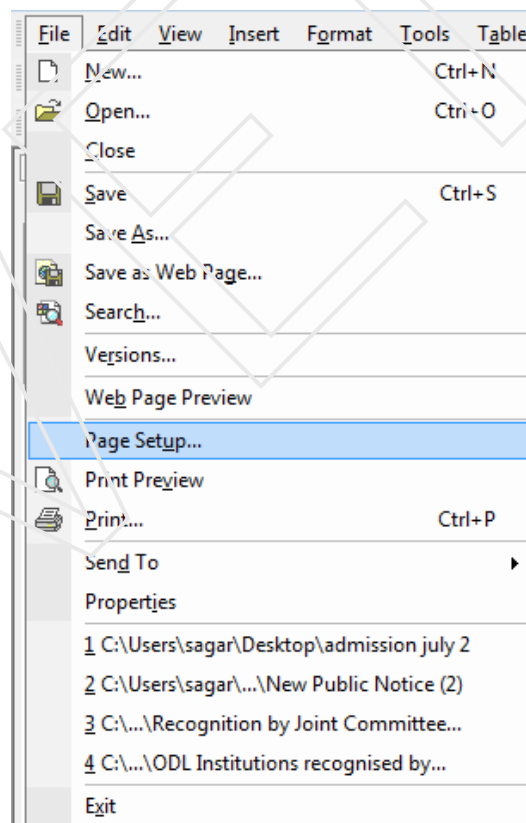 File Edit View Insert Format Tools Table
New... Ctrl+N
Open... Ctrl+O
Close
Save Ctrl+S
Save As...
Save as Web Page...
Search...
Versions...
Web Page Preview
Page Setup...
Print Preview
Print... Ctrl+P
Send To
Properties
1 C:\Users\sagar\Desktop\admission july 2
2 C:\Users\sagar\...\New Public Notice (2)
3 C:\...\Recognition by Joint Committee...
4 C:\...\ODL Institutions recognised by...
Exit